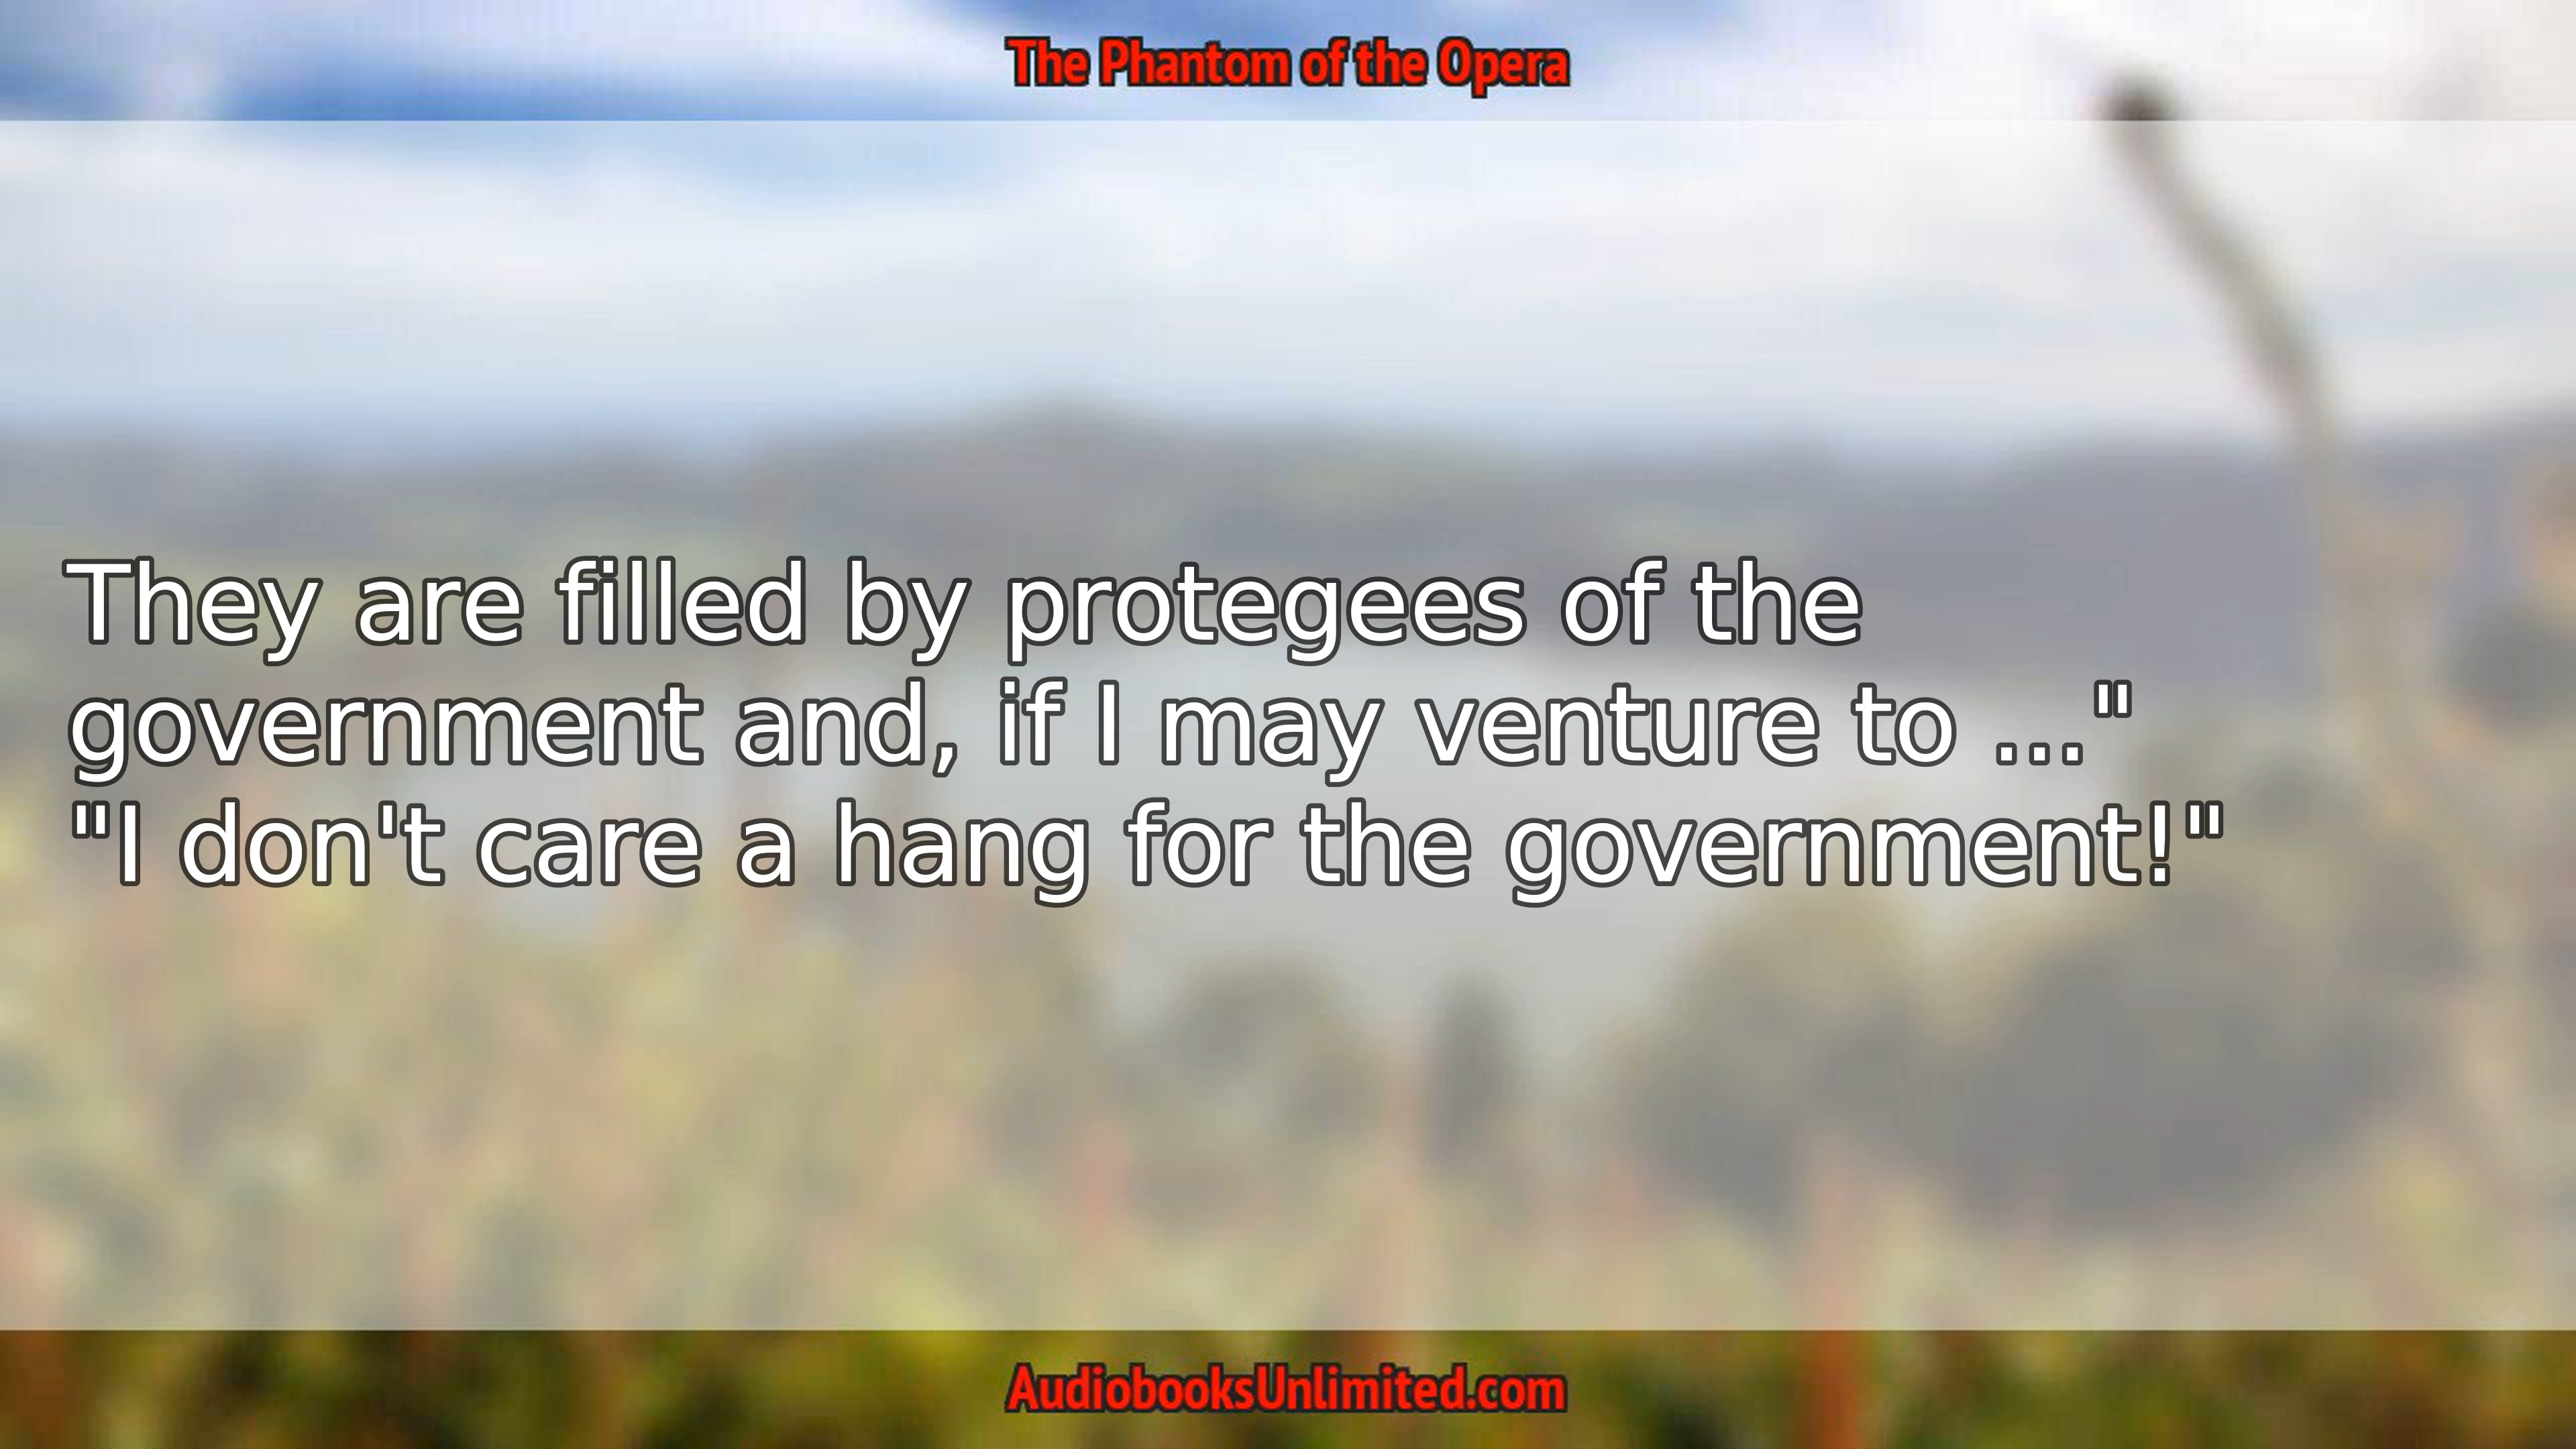 The Phantom of the Opera
They are filled by protegees of the
government and, if I may venture to ..."
"I don't care a hang for the government!"
AudiobooksUnlimited.com